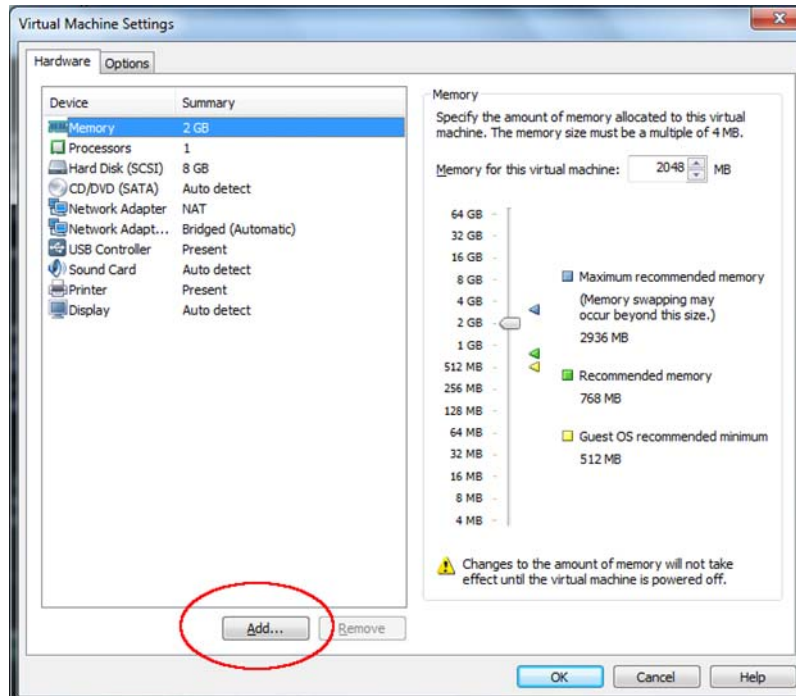 Virtual Machine Settings
Hardware Options
Device Summary
Memory 2 GB
Processors 1
Hard Disk (SCSI) 8 GB
CD/DVD (SATA) Auto detect
Network Adapter NAT
Network Adapt... Bridged (Automatic)
USB Controller Present
Sound Card Auto detect
Printer Present
Display Auto detect
Add... Remove
Memory
Specify the amount of memory allocated to this virtual
machine. The memory size must be a multiple of 4 MB.
Memory for this virtual machine: 2048 MB
64 GB
32 GB
16 GB
8 GB
4 GB
2 GB
1 GB
512 MB
256 MB
128 MB
64 MB
32 MB
16 MB
8 MB
4 MB
Maximum recommended memory
(Memory swapping may
occur beyond this size.)
2936 MB
Recommended memory
768 MB
Guest OS recommended minimum
512 MB
Changes to the amount of memory will not take
effect until the virtual machine is powered off.
OK Cancel Help